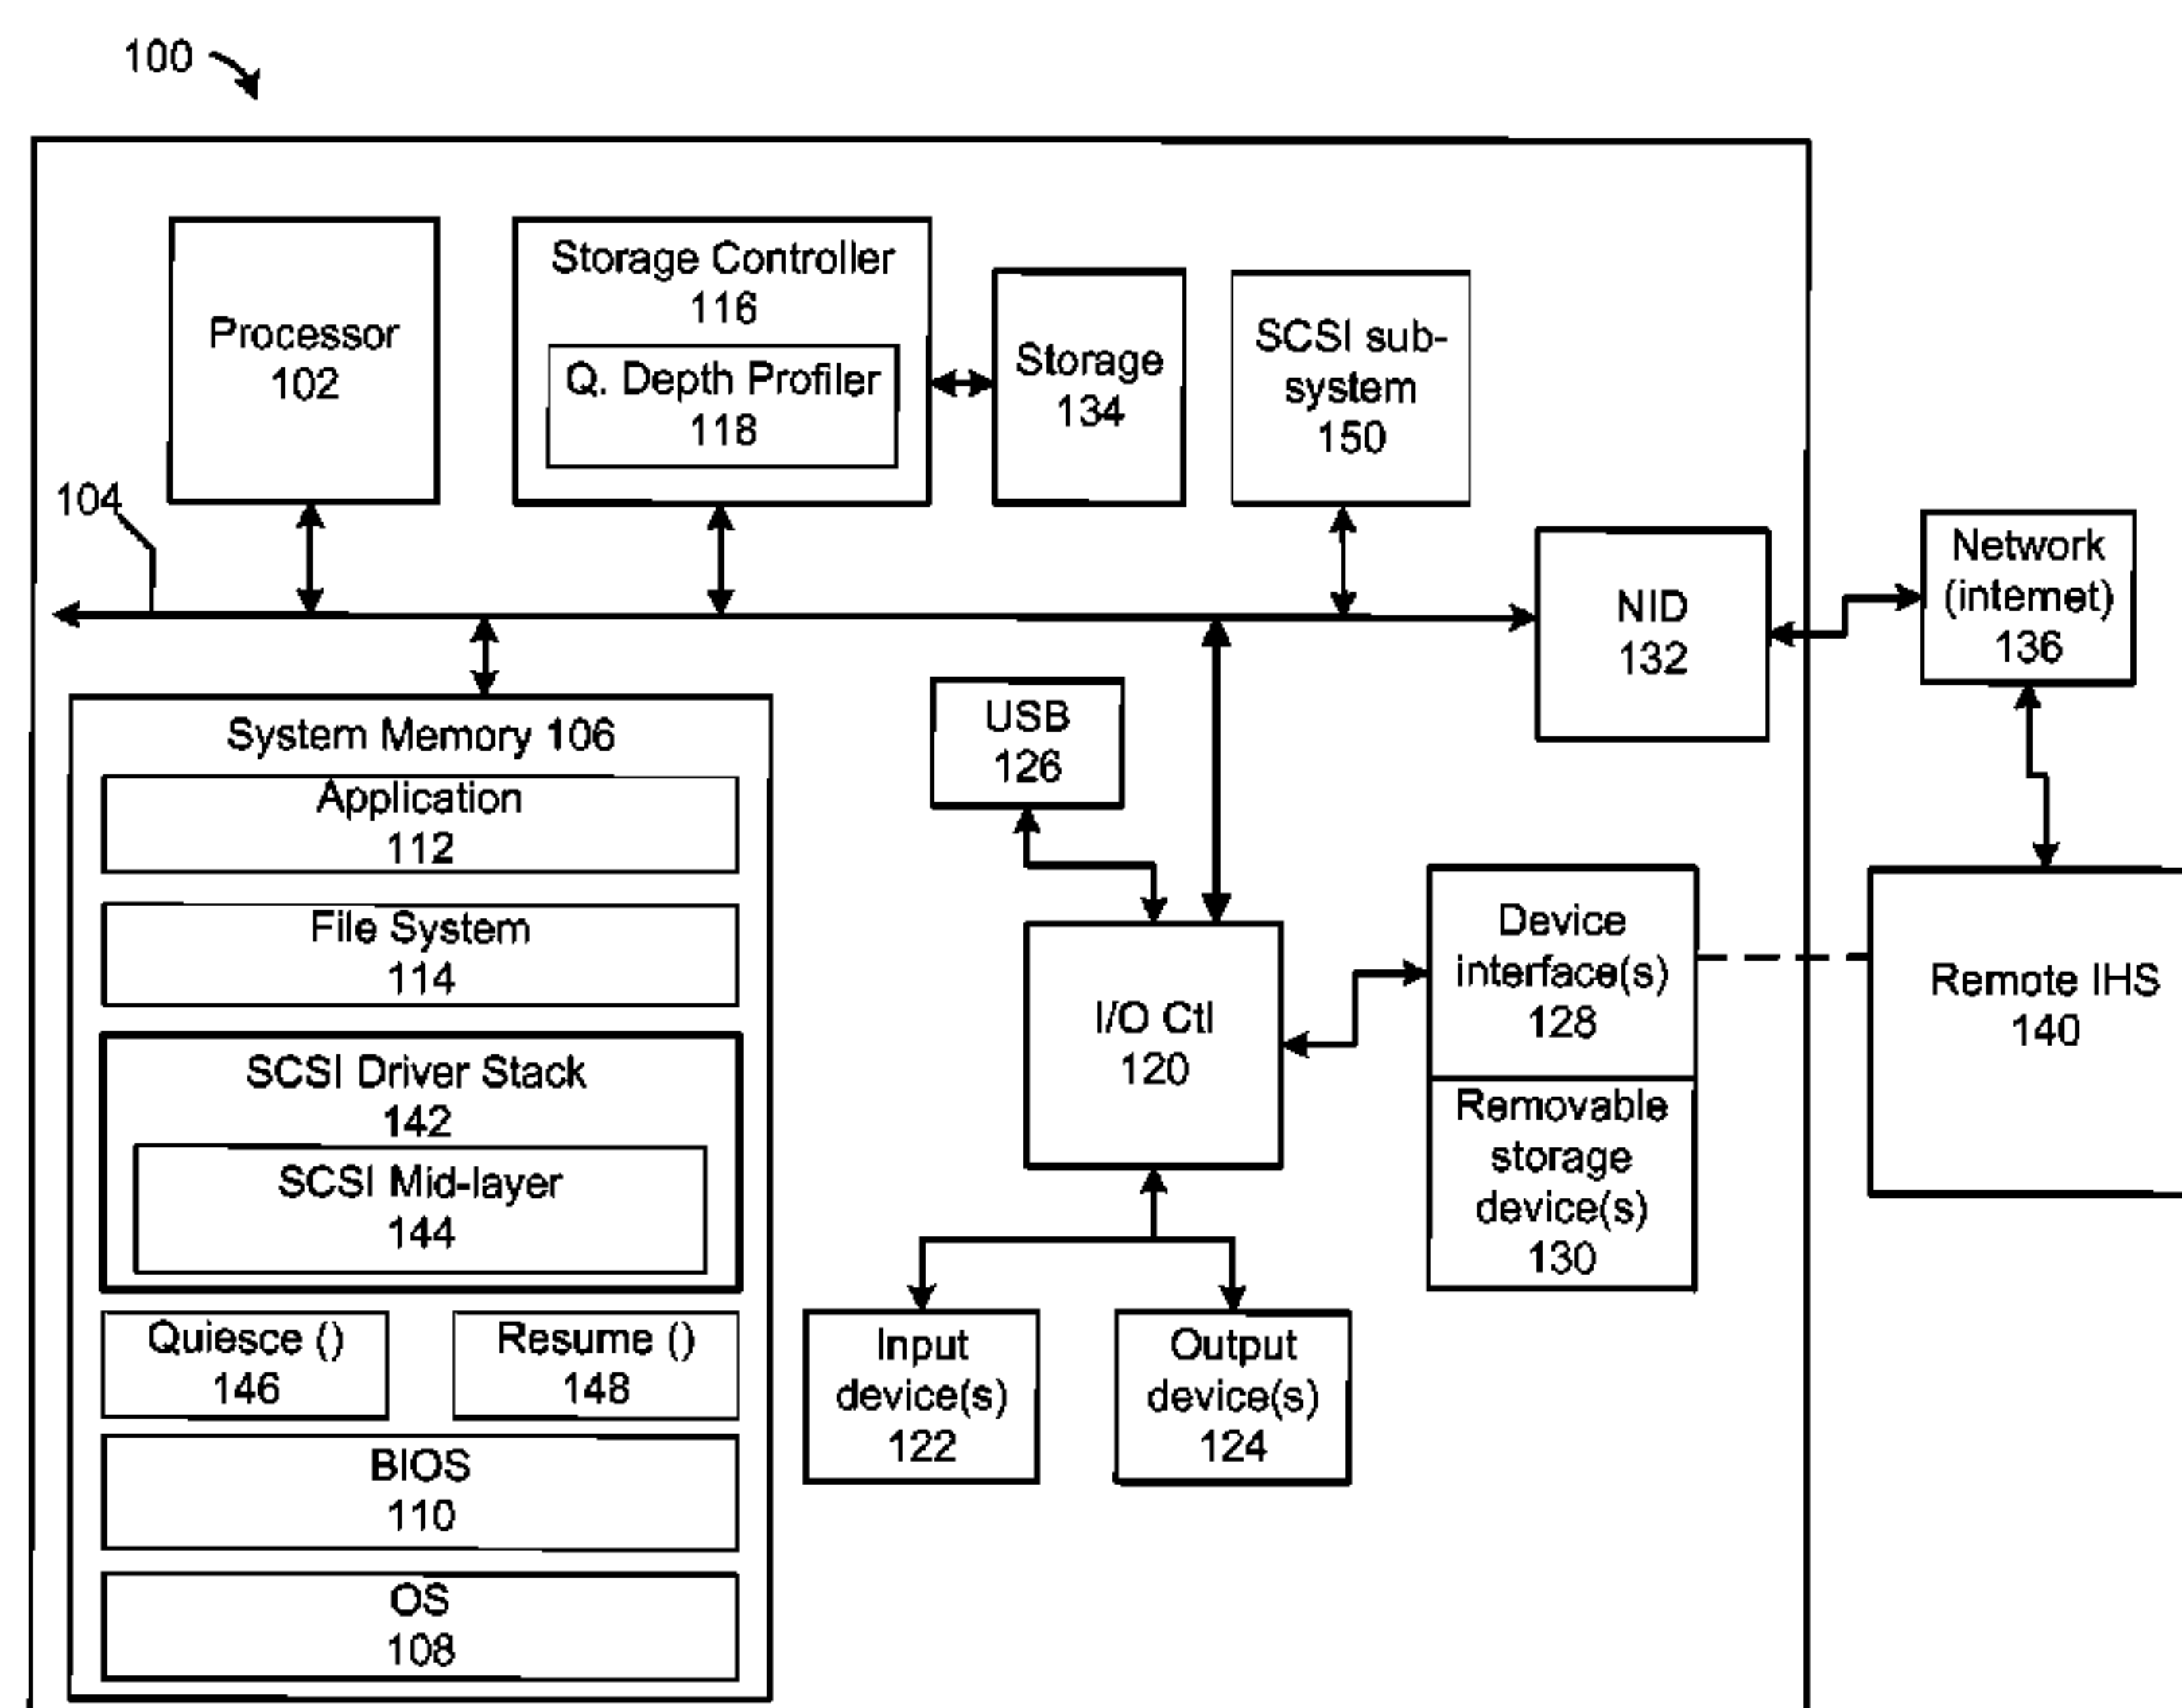 100
Processor
102
Storage Controller
116
Q. Depth Profiler
118
Storage
134
SCSI sub-
system
150
104
NID
132
Network
(internet)
136
System Memory 106
Application
112
File System
114
SCSI Driver Stack
142
SCSI Mid-layer
144
Quiesce ()
146
Resume ()
148
BIOS
110
OS
108
USB
126
I/O Ctl
120
Device
interface(s)
128
Removable
storage
device(s)
130
Remote IHS
140
Input
device(s)
122
Output
device(s)
124